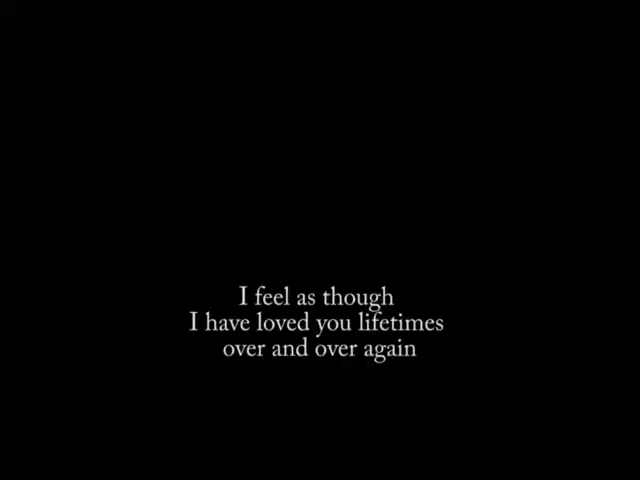 I feel as though
I have loved you lifetimes
over and over again